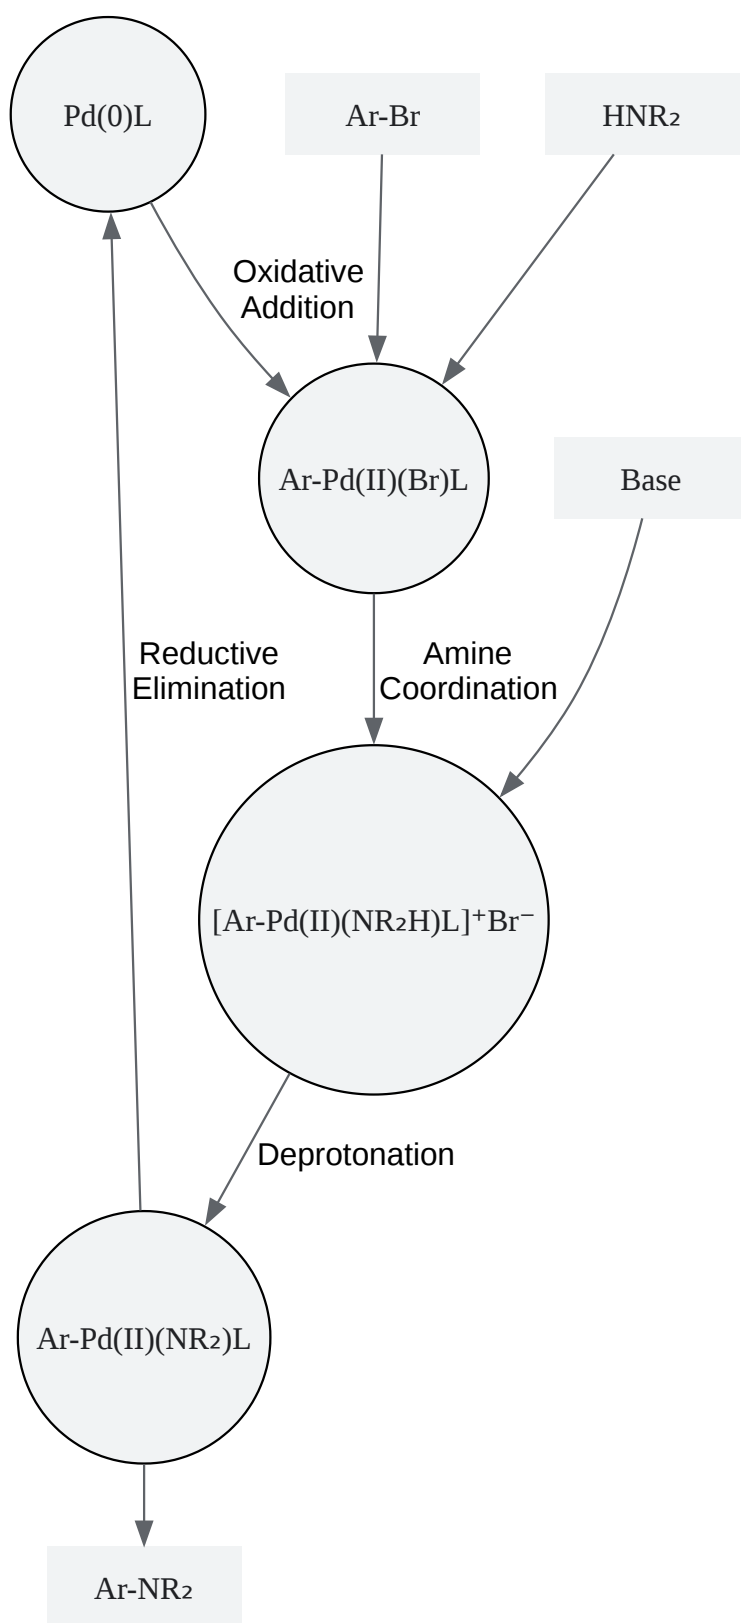 Pd(0)L
Ar-Br
HNR₂
Oxidative
Addition
Ar-Pd(II)(Br)L
Base
Reductive
Elimination
Amine
Coordination
[Ar-Pd(II)(NR₂H)L]⁺Br⁻
Deprotonation
Ar-Pd(II)(NR₂)L
Ar-NR₂